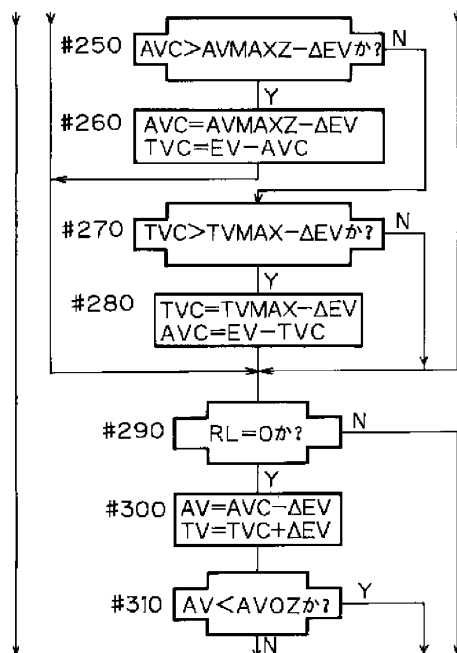 #250
AVC>AVMAXZ-ΔEVか?
N
Y
#260
AVC=AVMAXZ-ΔEV
TVC=EV-AVC
#270
TVC>TVMAX-ΔEVか?
N
Y
#280
TVC=TVMAX-ΔEV
AVC=EV-TVC
#290
RL=0か?
N
Y
#300
AV=AVC-ΔEV
TV=TVC+ΔEV
#310
AV<AVOZか?
Y
N